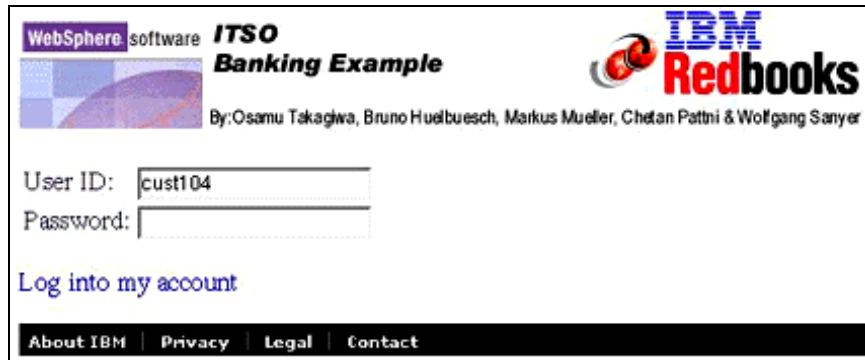 WebSphere software
ITSO
Banking Example
IBM
Redbooks
By:Osamu Takagiwa, Bruno Huelbuesch, Markus Mueller, Chetan Pattni & Wolfgang Sanyer
User ID: cust104
Password:
Log into my account
About IBM | Privacy | Legal | Contact